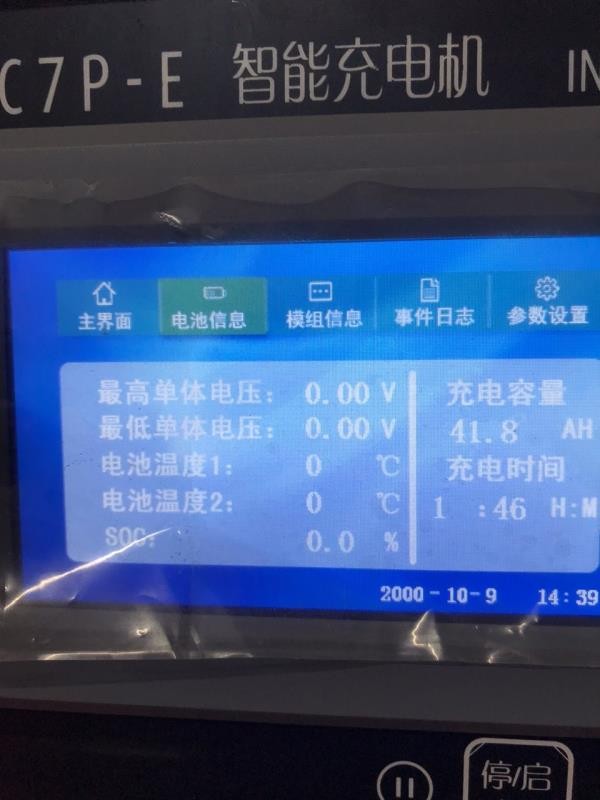 C7P-E 智能充电机 IN
主界面 电池信息 模组信息 事件日志 参数设置
最高单体电压: 0.00 V
最低单体电压: 0.00 V
电池温度1: 0 ℃
电池温度2: 0 ℃
SOC: 0.0 %
充电容量
41.8 AH
充电时间
1 :46 H:M
2000-10-9 14:39
停/启